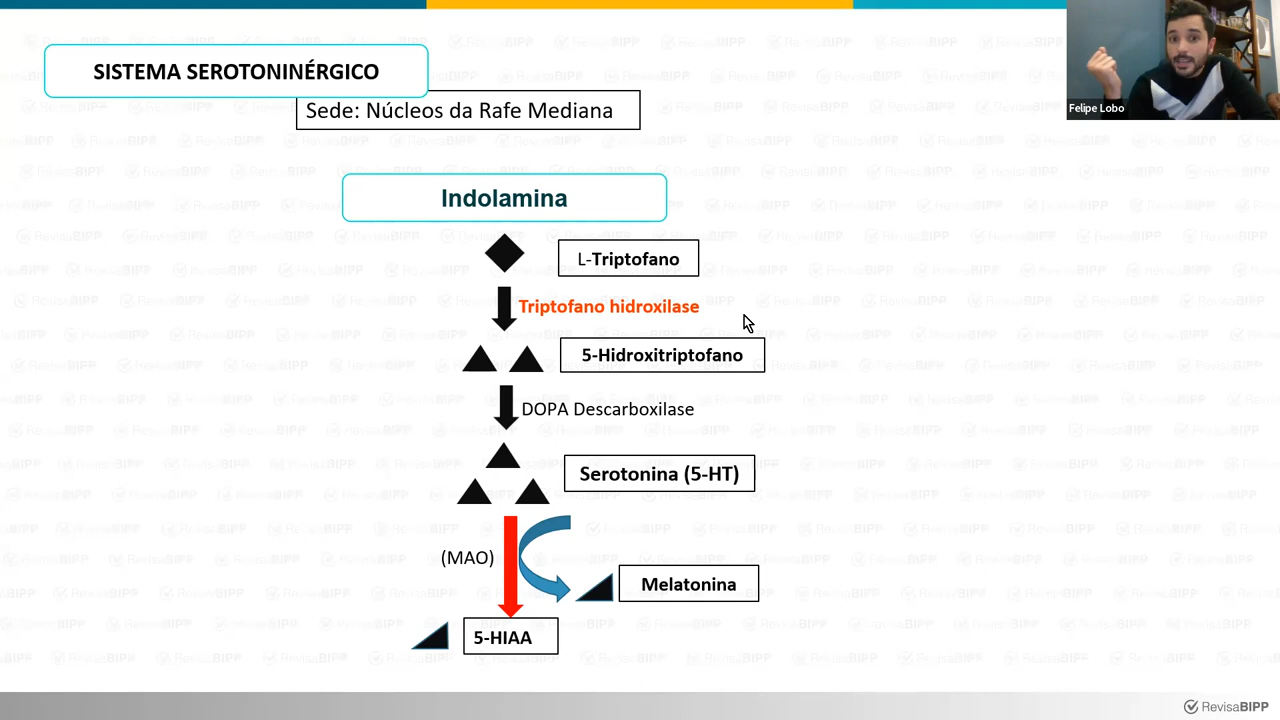 SISTEMA SEROTONINÉRGICO
Sede: Núcleos da Rafe Mediana
Felipe Lobo
Indolamina
L-Triptofano
Triptofano hidroxilase
5-Hidroxitriptofano
DOPA Descarboxilase
Serotonina (5-HT)
(MAO)
Melatonina
5-HIAA
RevisaBIPP